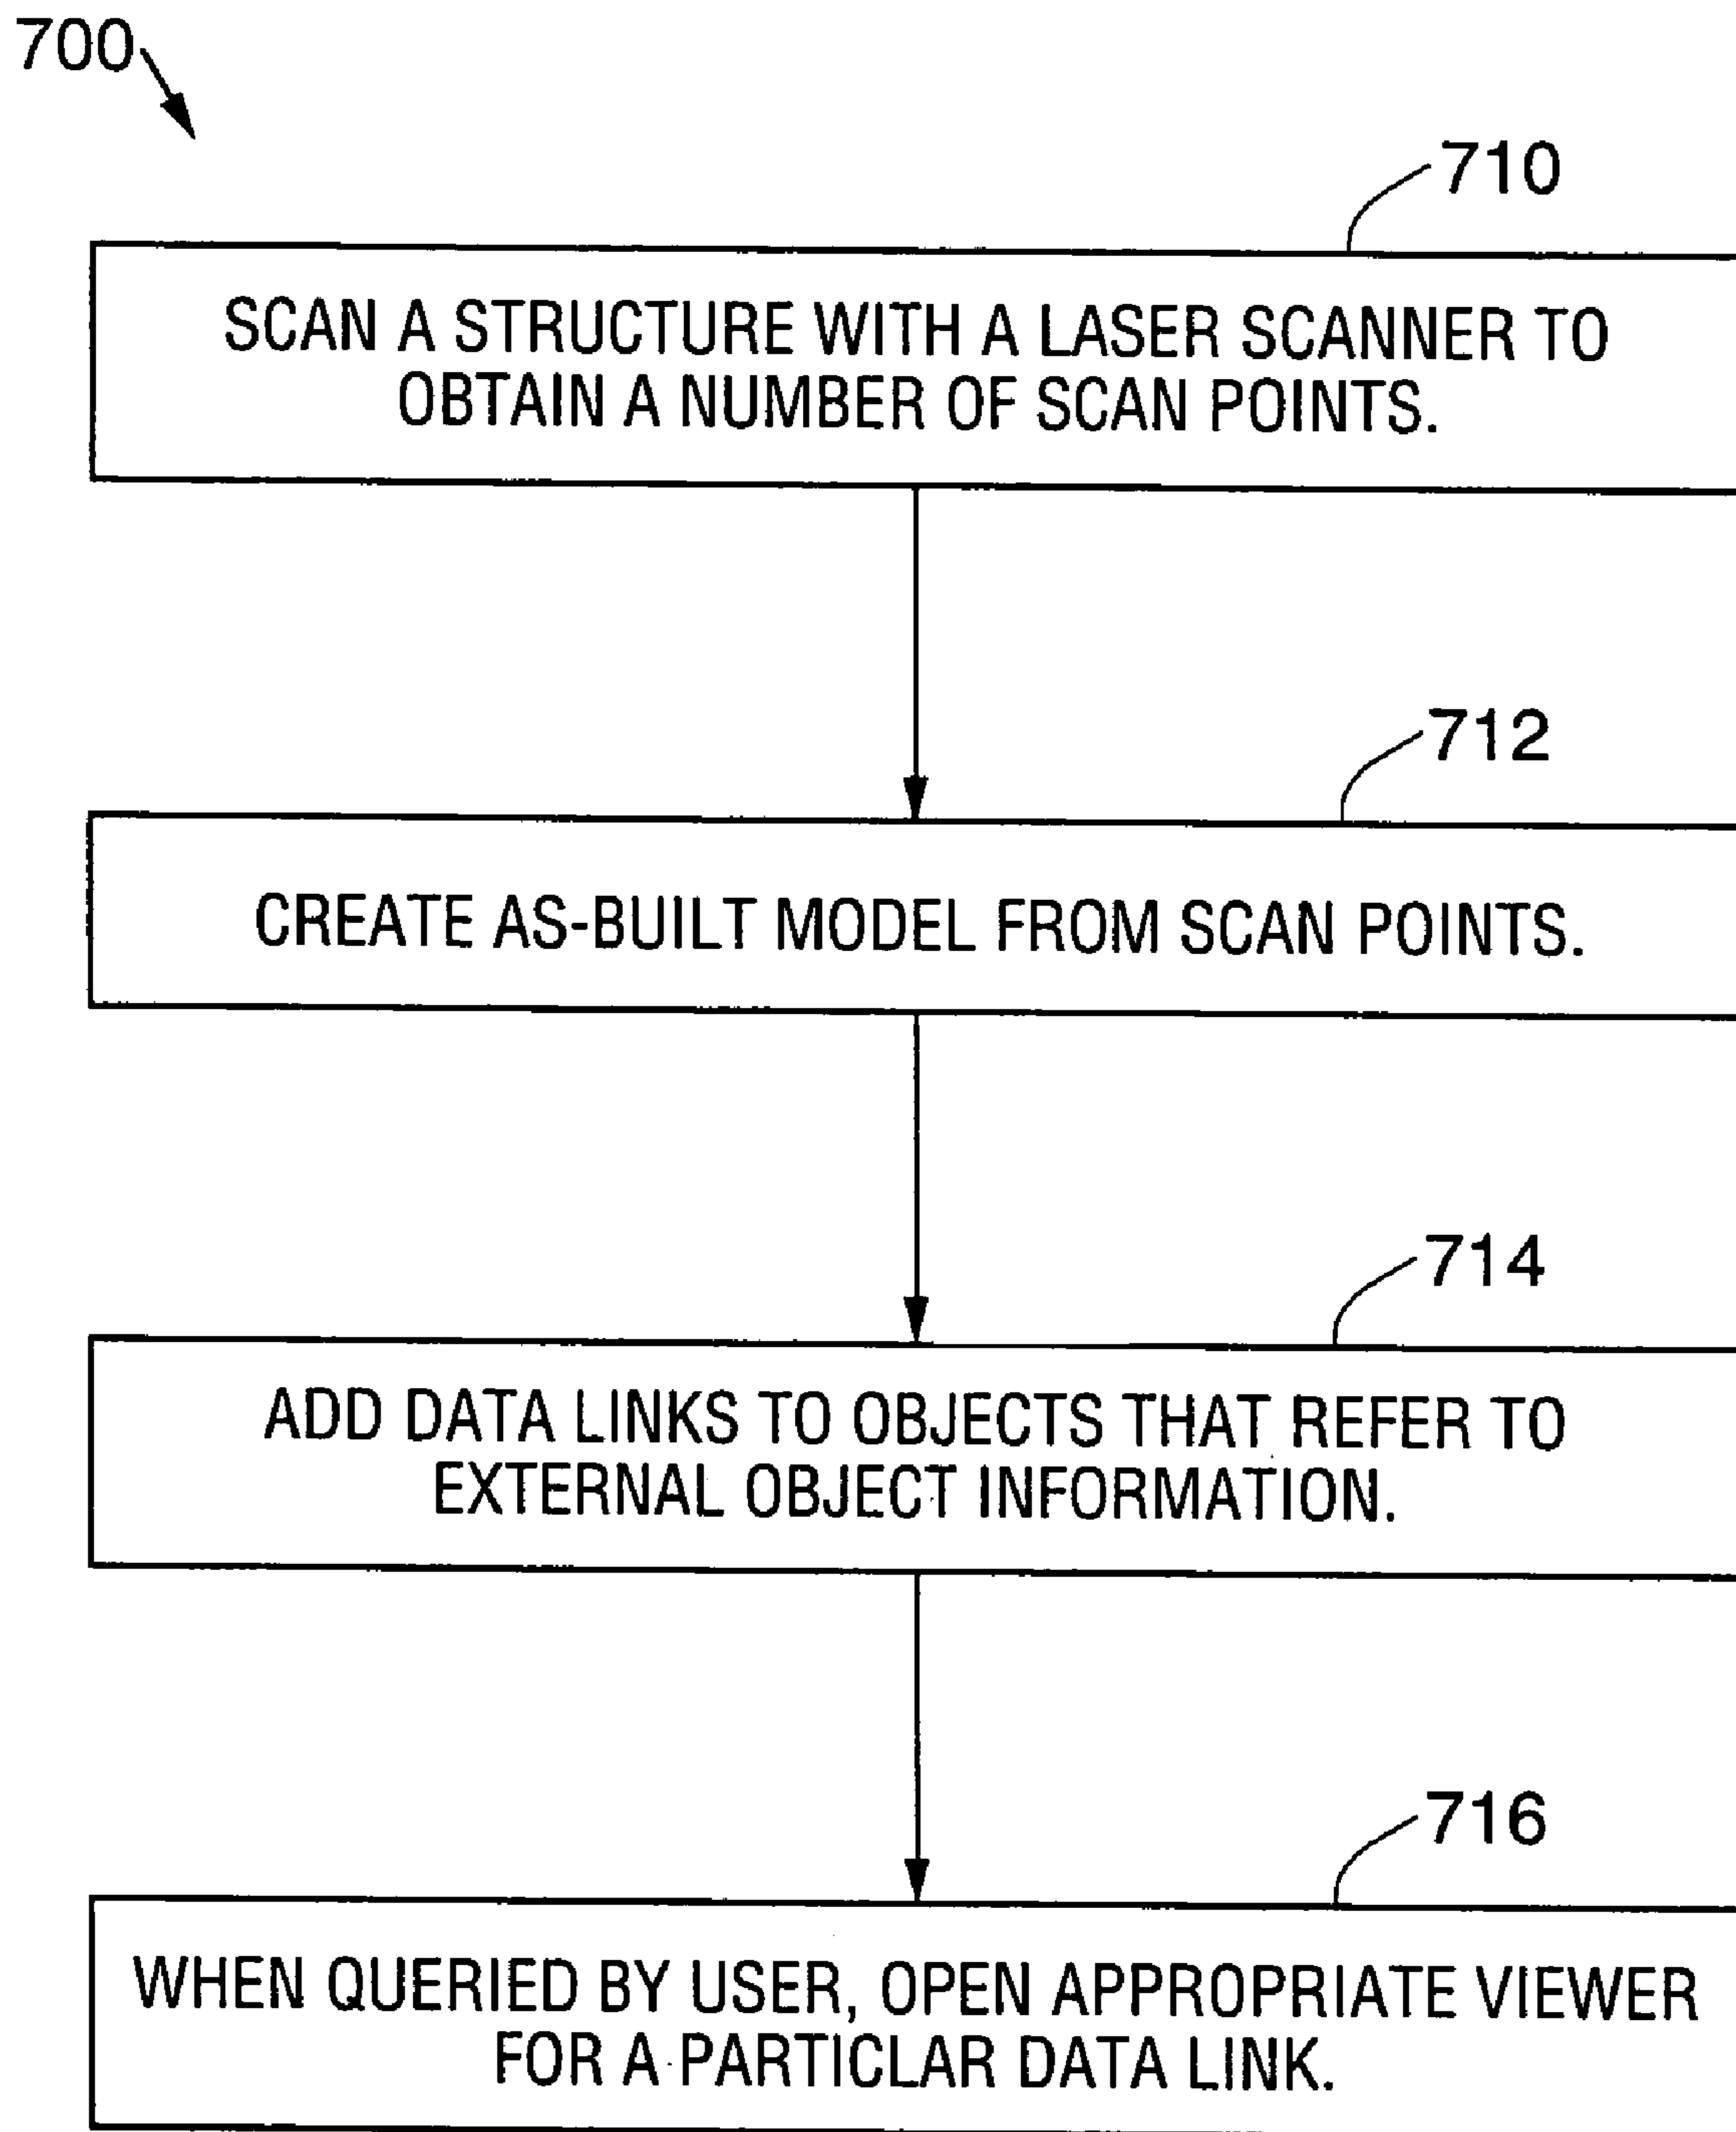 700
710
SCAN A STRUCTURE WITH A LASER SCANNER TO
OBTAIN A NUMBER OF SCAN POINTS.
712
CREATE AS-BUILT MODEL FROM SCAN POINTS.
714
ADD DATA LINKS TO OBJECTS THAT REFER TO
EXTERNAL OBJECT INFORMATION.
716
WHEN QUERIED BY USER, OPEN APPROPRIATE VIEWER
FOR A PARTICLAR DATA LINK.